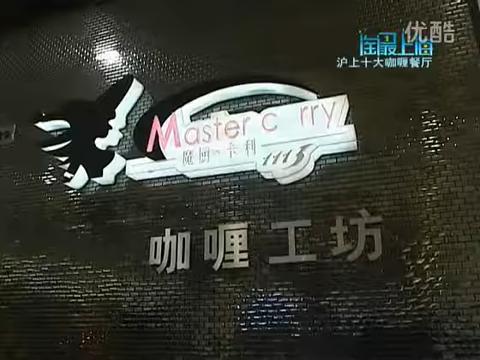 优酷
淘最上海
沪上十大咖喱餐厅
Master c rry
魔厨·卡利
咖喱工坊